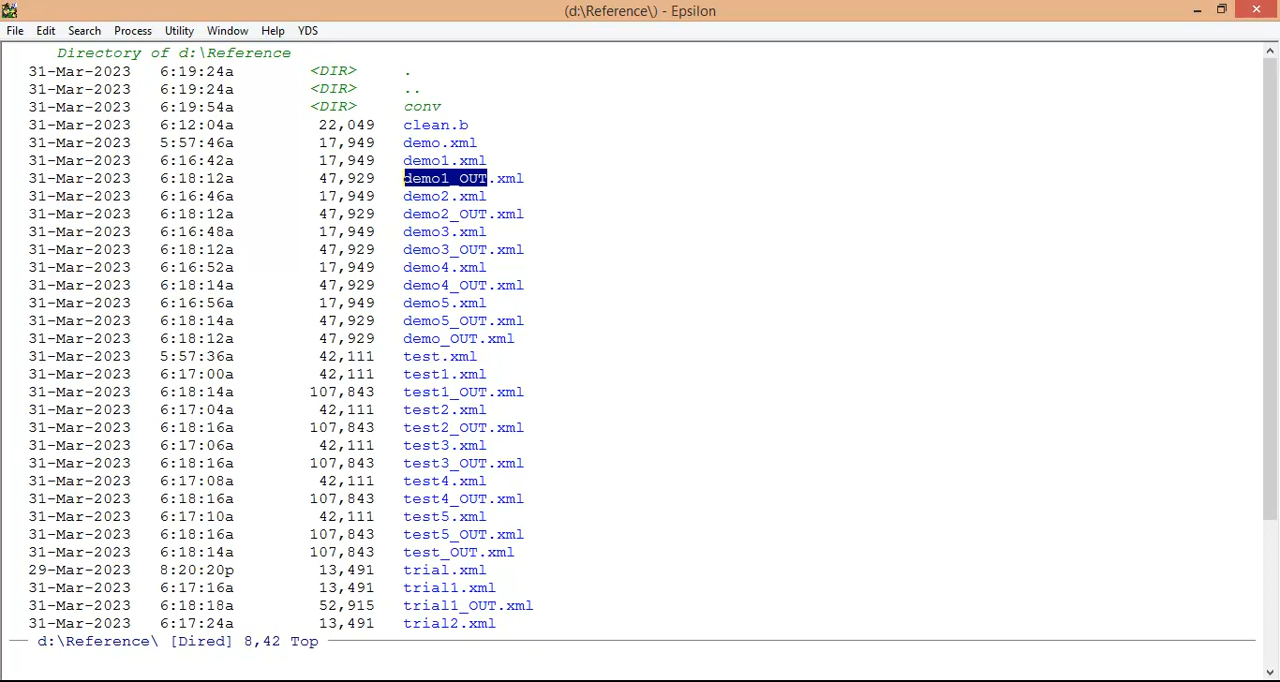 (d:\Reference\) - Epsilon
File Edit Search Process Utility Window Help YDS
Directory of d:\Reference
31-Mar-2023 6:19:24a <DIR> .
31-Mar-2023 6:19:24a <DIR> ..
31-Mar-2023 6:19:54a <DIR> conv
31-Mar-2023 6:12:04a 22,049 clean.b
31-Mar-2023 5:57:46a 17,949 demo.xml
31-Mar-2023 6:16:42a 17,949 demo1.xml
31-Mar-2023 6:18:12a 47,929 demo1_OUT.xml
31-Mar-2023 6:16:46a 17,949 demo2.xml
31-Mar-2023 6:18:12a 47,929 demo2_OUT.xml
31-Mar-2023 6:16:48a 17,949 demo3.xml
31-Mar-2023 6:18:12a 47,929 demo3_OUT.xml
31-Mar-2023 6:16:52a 17,949 demo4.xml
31-Mar-2023 6:18:14a 47,929 demo4_OUT.xml
31-Mar-2023 6:16:56a 17,949 demo5.xml
31-Mar-2023 6:18:14a 47,929 demo5_OUT.xml
31-Mar-2023 6:18:12a 47,929 demo_OUT.xml
31-Mar-2023 5:57:36a 42,111 test.xml
31-Mar-2023 6:17:00a 42,111 test1.xml
31-Mar-2023 6:18:14a 107,843 test1_OUT.xml
31-Mar-2023 6:17:04a 42,111 test2.xml
31-Mar-2023 6:18:16a 107,843 test2_OUT.xml
31-Mar-2023 6:17:06a 42,111 test3.xml
31-Mar-2023 6:18:16a 107,843 test3_OUT.xml
31-Mar-2023 6:17:08a 42,111 test4.xml
31-Mar-2023 6:18:16a 107,843 test4_OUT.xml
31-Mar-2023 6:17:10a 42,111 test5.xml
31-Mar-2023 6:18:16a 107,843 test5_OUT.xml
31-Mar-2023 6:18:14a 107,843 test_OUT.xml
29-Mar-2023 8:20:20p 13,491 trial.xml
31-Mar-2023 6:17:16a 13,491 trial1.xml
31-Mar-2023 6:18:18a 52,915 trial1_OUT.xml
31-Mar-2023 6:17:24a 13,491 trial2.xml
d:\Reference\ [Dired] 8,42 Top